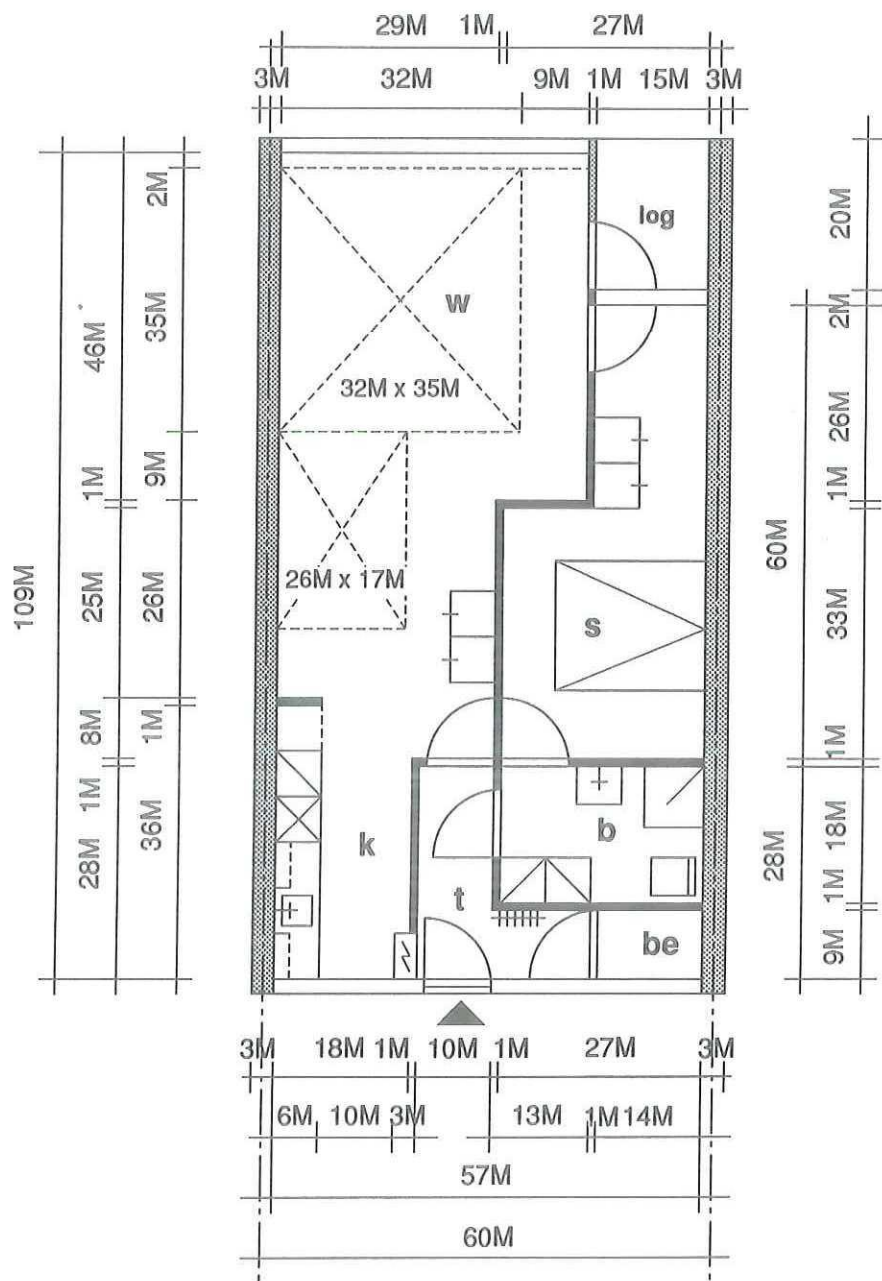 29M 1M 27M
3M 32M 9M 1M 15M 3M
2M
35M
46M
9M
1M
109M
25M
26M
8M
1M
1M
36M
28M
log
w
32M x 35M
26M x 17M
s
k
b
t
be
20M
2M
26M
1M
60M
33M
1M
18M
28M
1M
9M
3M 18M 1M 10M 1M 27M 3M
6M 10M 3M 13M 1M 14M
57M
60M